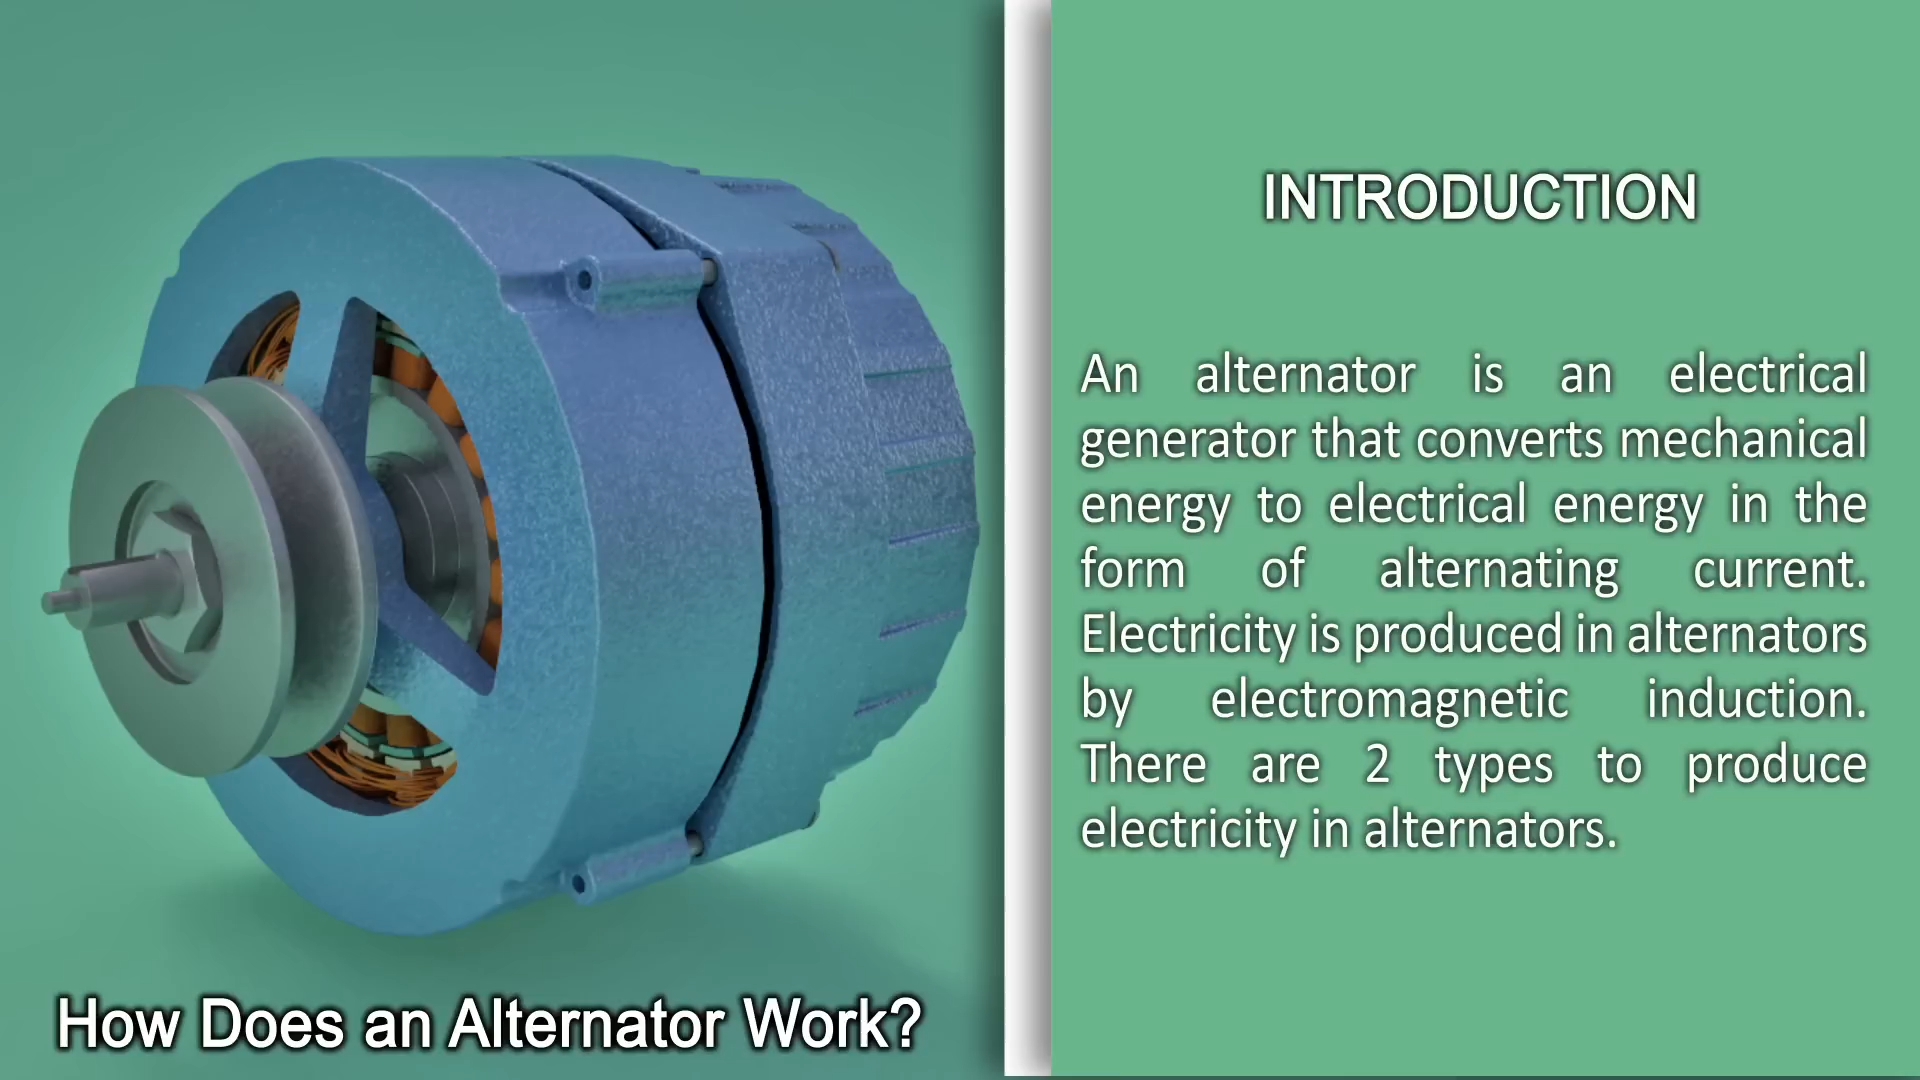 INTRODUCTION
An alternator is an electrical
generator that converts mechanical
energy to electrical energy in the
form of alternating current.
Electricity is produced in alternators
by electromagnetic induction.
There are 2 types to produce
electricity in alternators.
How Does an Alternator Work?